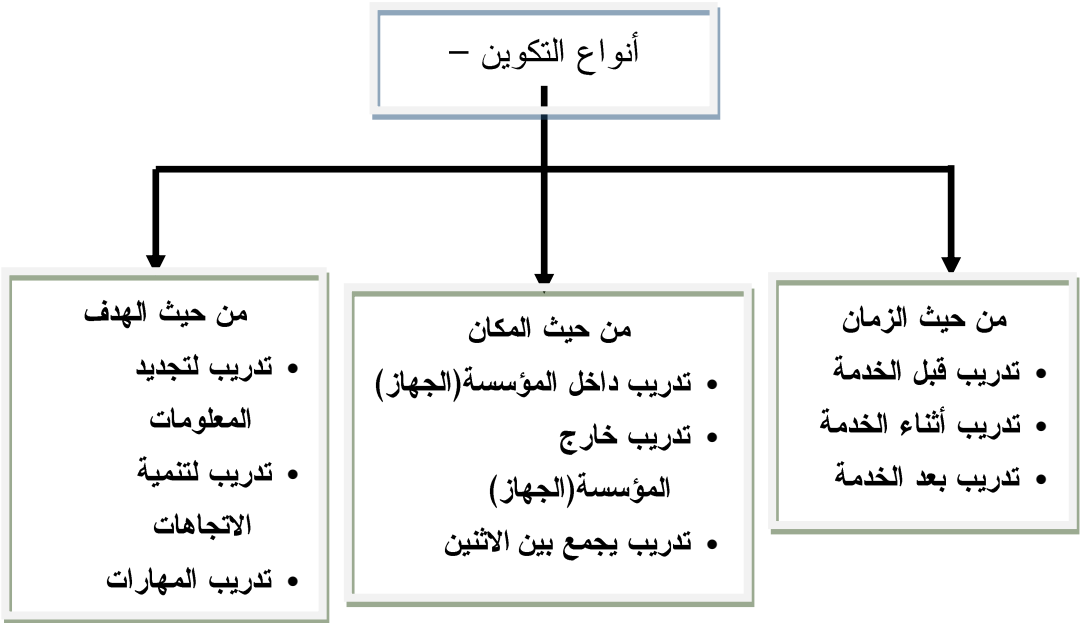 أنواع التكوين –
من حيث الزمان
• تدريب قبل الخدمة
• تدريب أثناء الخدمة
• تدريب بعد الخدمة
من حيث المكان
• تدريب داخل المؤسسة(الجهاز)
• تدريب خارج
المؤسسة(الجهاز)
• تدريب يجمع بين الاثنين
من حيث الهدف
• تدريب لتجديد
المعلومات
• تدريب لتنمية
الاتجاهات
• تدريب المهارات